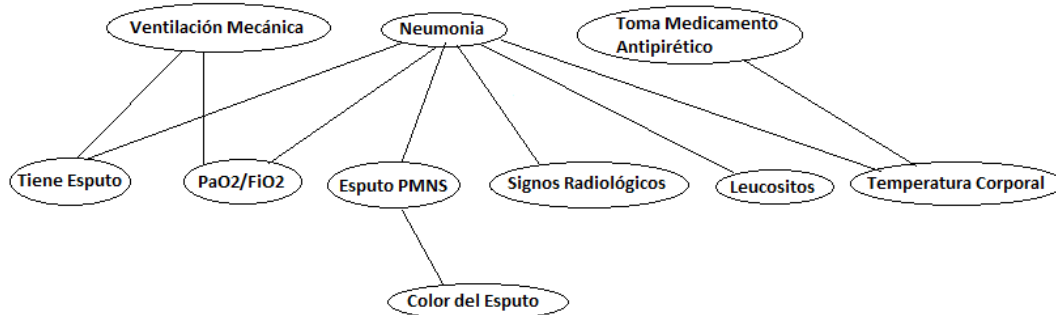 Ventilación Mecánica
Neumonia
Toma Medicamento
Antipirético
Tiene Esputo
PaO2/FiO2
Esputo PMNS
Signos Radiológicos
Leucositos
Temperatura Corporal
Color del Esputo